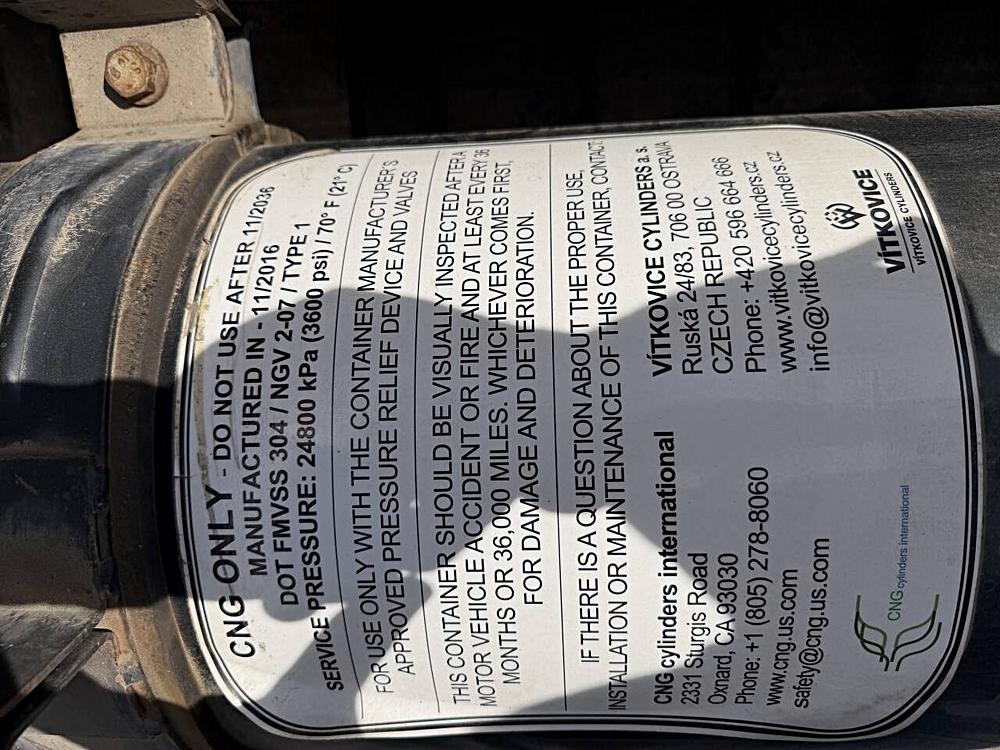 CNG ONLY - DO NOT USE AFTER 11/2036
MANUFACTURED IN - 11/2016
DOT FMVSS 304 / NGV 2-07 / TYPE 1
SERVICE PRESSURE: 24800 kPa (3600 psi) / 70° F (21° C)
FOR USE ONLY WITH THE CONTAINER MANUFACTURER'S
APPROVED PRESSURE RELIEF DEVICE AND VALVES
THIS CONTAINER SHOULD BE VISUALLY INSPECTED AFTER A
MOTOR VEHICLE ACCIDENT OR FIRE AND AT LEAST EVERY 36
MONTHS OR 36,000 MILES. WHICHEVER COMES FIRST,
FOR DAMAGE AND DETERIORATION.
IF THERE IS A QUESTION ABOUT THE PROPER USE,
INSTALLATION OR MAINTENANCE OF THIS CONTAINER, CONTACT:
CNG cylinders international
2331 Sturgis Road
Oxnard, CA 93030
Phone: +1 (805) 278-8060
www.cng.us.com
safety@cng.us.com
CNG cylinders international
VÍTKOVICE CYLINDERS a.s.
Ruská 24/83, 706 00 OSTRAVA
CZECH REPUBLIC
Phone: +420 596 664 666
www.vitkovicecylinders.cz
info@vitkovicecylinders.cz
VÍTKOVICE
VÍTKOVICE CYLINDERS